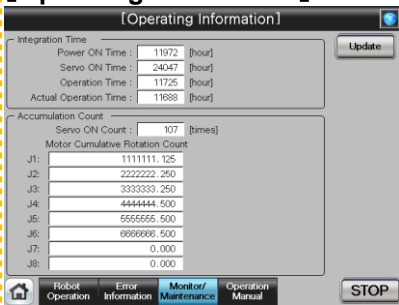 [Operating Information]
Integration Time
Update
Power ON Time : 11972 [hour]
Servo ON Time : 24047 [hour]
Operation Time : 11725 [hour]
Actual Operation Time : 11688 [hour]
Accumulation Count
Servo ON Count : 107 [times]
Motor Cumulative Rotation Count
J1: 1111111.125
J2: 2222222.250
J3: 3333333.250
J4: 4444444.500
J5: 5555555.500
J6: 6666666.500
J7: 0.000
J8: 0.000
Robot Operation
Error Information
Monitor/ Maintenance
Operation Manual
STOP